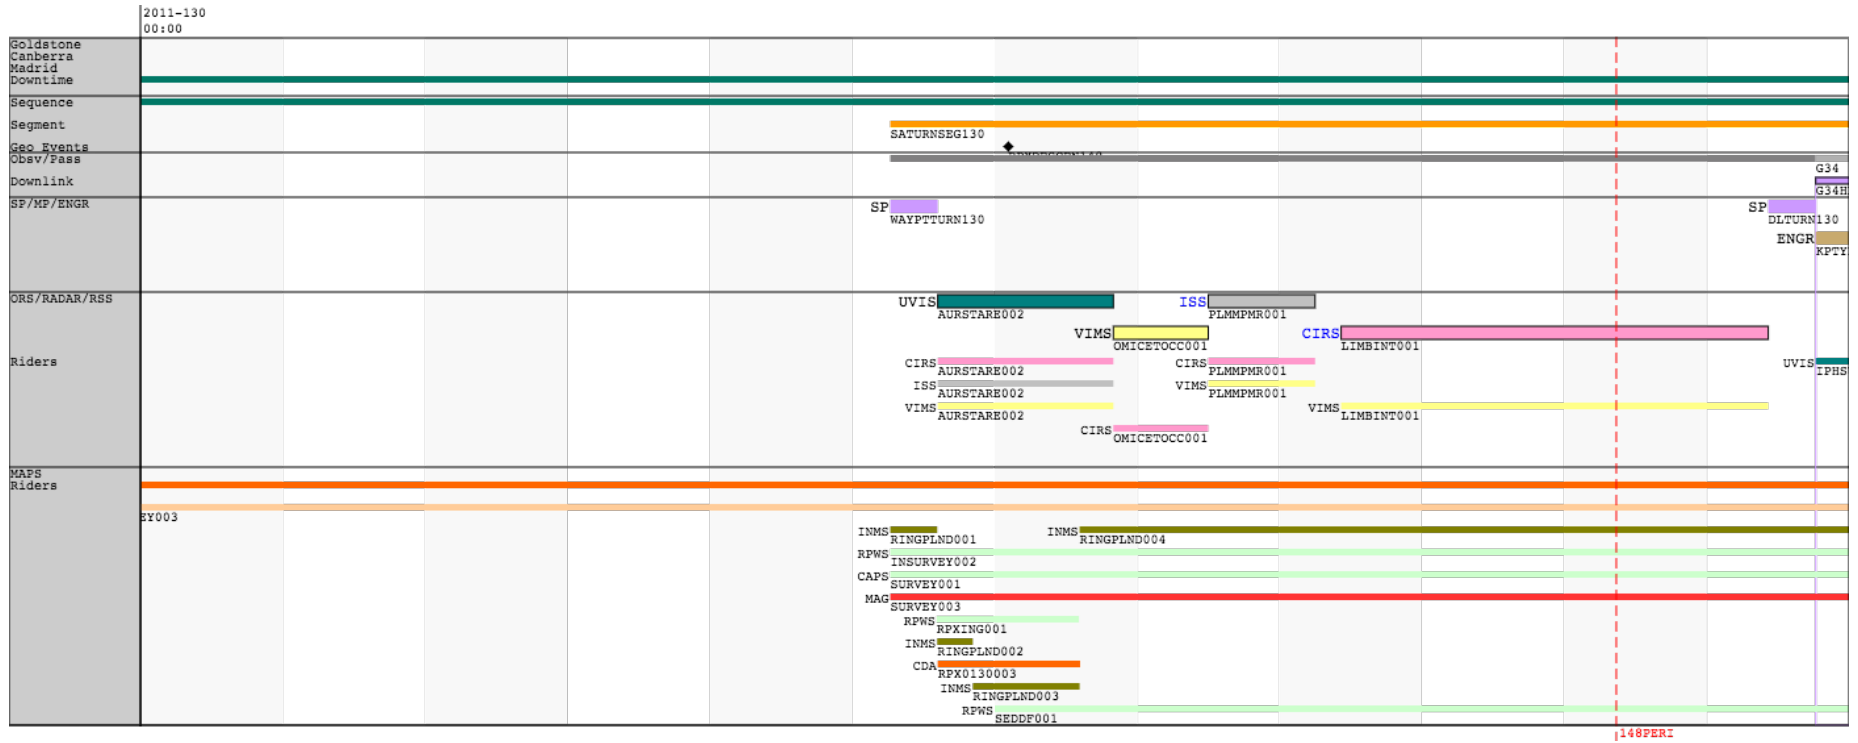 2011-130
00:00
Goldstone
Canberra
Madrid
Downtime
Sequence
Segment
SATURNSEG130
Geo Events
Obsv/Pass
G34
Downlink
G34H
SP/MP/ENGR
SP
WAYPTTURN130
SP
DLTURN130
ENGR
KPTY
ORS/RADAR/RSS
UVIS
AURSTARE002
ISS
PLMMPMR001
VIMS
OMICETOCC001
CIRS
LIMBINT001
Riders
CIRS
AURSTARE002
CIRS
PLMMPMR001
UVIS
IPHS
ISS
AURSTARE002
VIMS
PLMMPMR001
VIMS
AURSTARE002
VIMS
LIMBINT001
CIRS
OMICETOCC001
MAPS
Riders
EY003
INMS
RINGPLND001
INMS
RINGPLND004
RPWS
INSURVEY002
CAPS
SURVEY001
MAG
SURVEY003
RPWS
RPXING001
INMS
RINGPLND002
CDA
RPX0130003
INMS
RINGPLND003
RPWS
SEDDF001
148PERI